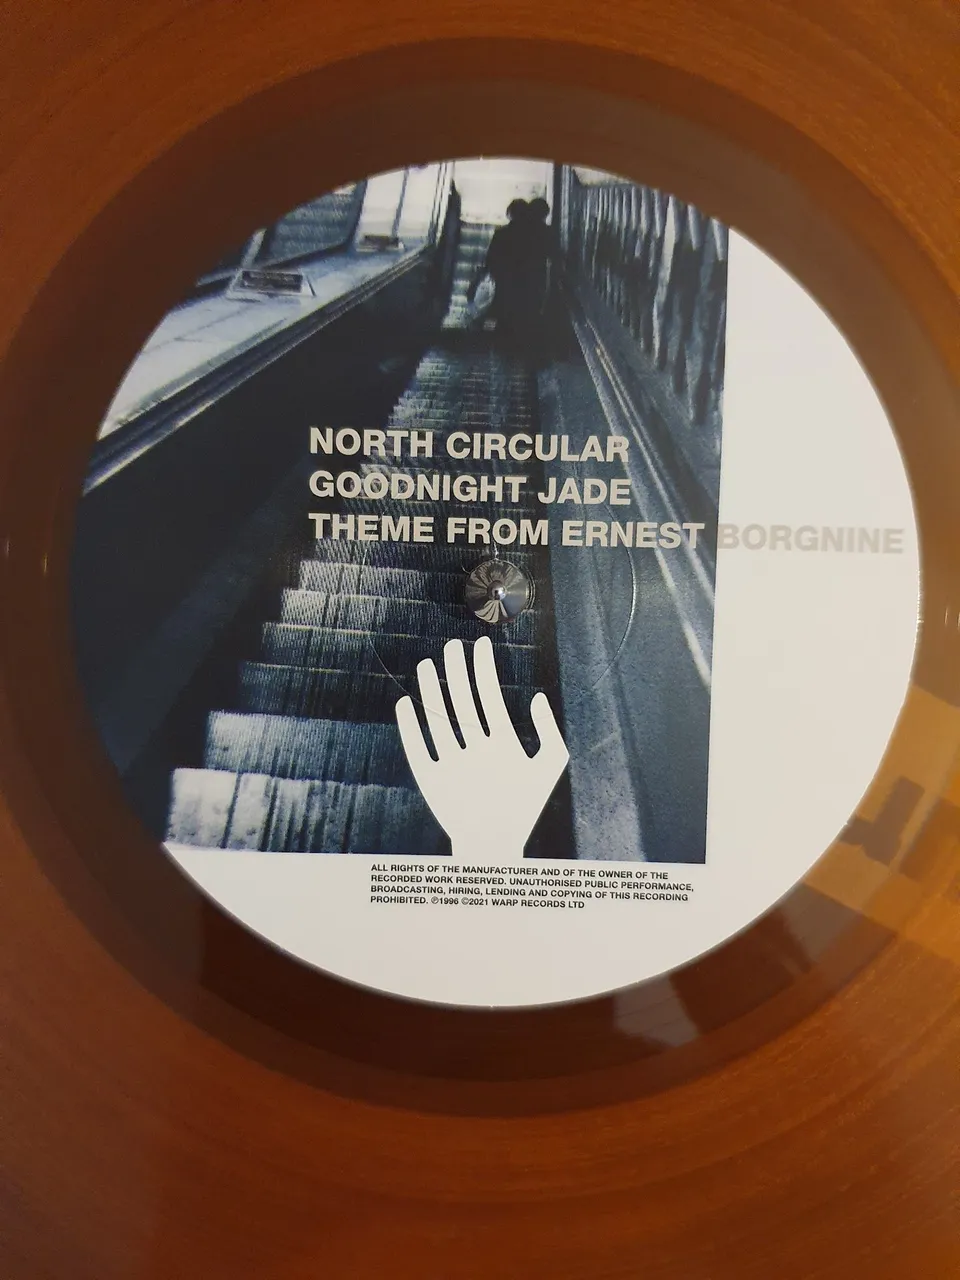 NORTH CIRCULAR
GOODNIGHT JADE
THEME FROM ERNEST BORGNINE
ALL RIGHTS OF THE MANUFACTURER AND OF THE OWNER OF THE
RECORDED WORK RESERVED. UNAUTHORISED PUBLIC PERFORMANCE,
BROADCASTING, HIRING, LENDING AND COPYING OF THIS RECORDING
PROHIBITED. ℗1996 ©2021 WARP RECORDS LTD